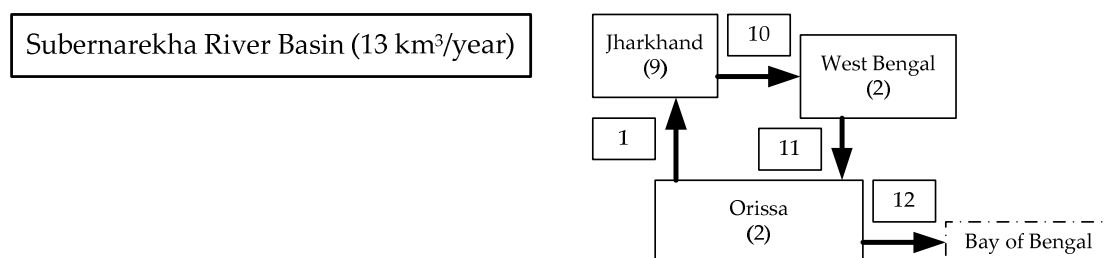 Subernarekha River Basin (13 km³/year)
Jharkhand
(9)
10
West Bengal
(2)
1
11
Orissa
(2)
12
Bay of Bengal